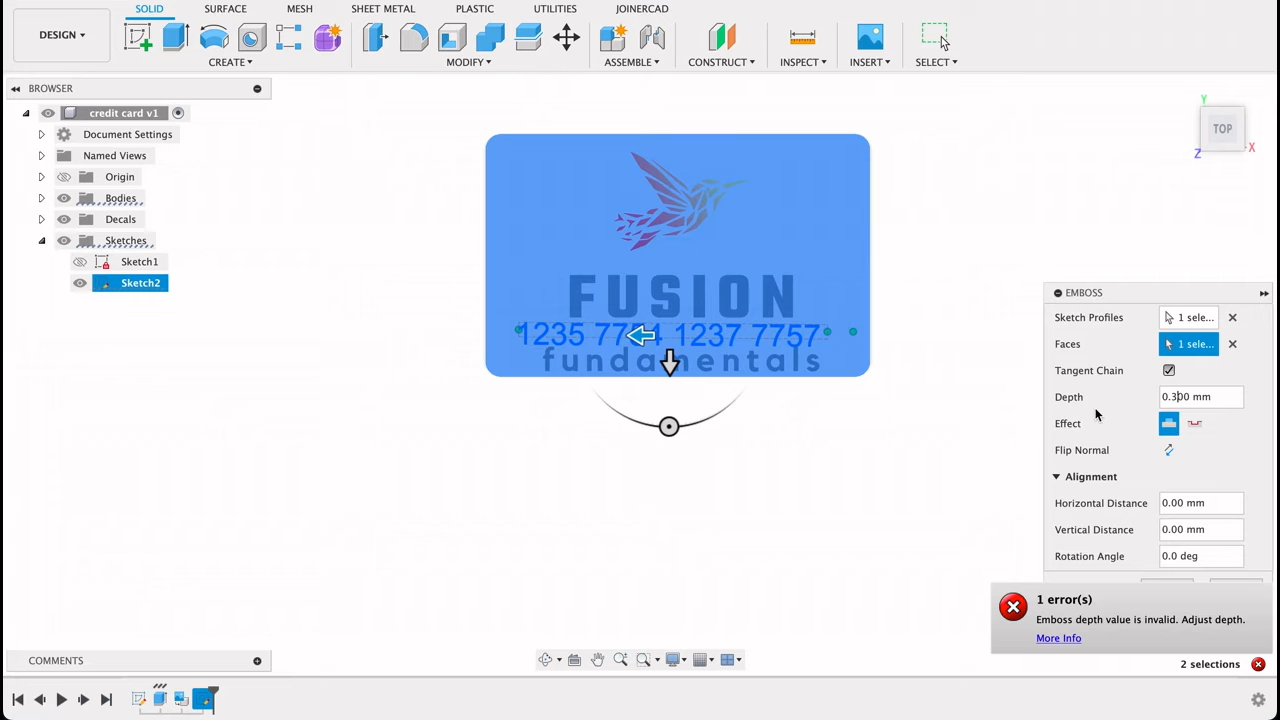 SOLID SURFACE MESH SHEET METAL PLASTIC UTILITIES JOINERCAD
DESIGN
CREATE MODIFY ASSEMBLE CONSTRUCT INSPECT INSERT SELECT
BROWSER
credit card v1
Document Settings
Named Views
Origin
Bodies
Decals
Sketches
Sketch1
Sketch2
FUSION
1235 77 4 1237 7757
fundamentals
Y
TOP
X
Z
EMBOSS
Sketch Profiles 1 sele...
Faces 1 sele...
Tangent Chain
Depth 0.300 mm
Effect
Flip Normal
Alignment
Horizontal Distance 0.00 mm
Vertical Distance 0.00 mm
Rotation Angle 0.0 deg
1 error(s)
Emboss depth value is invalid. Adjust depth.
More Info
2 selections
COMMENTS